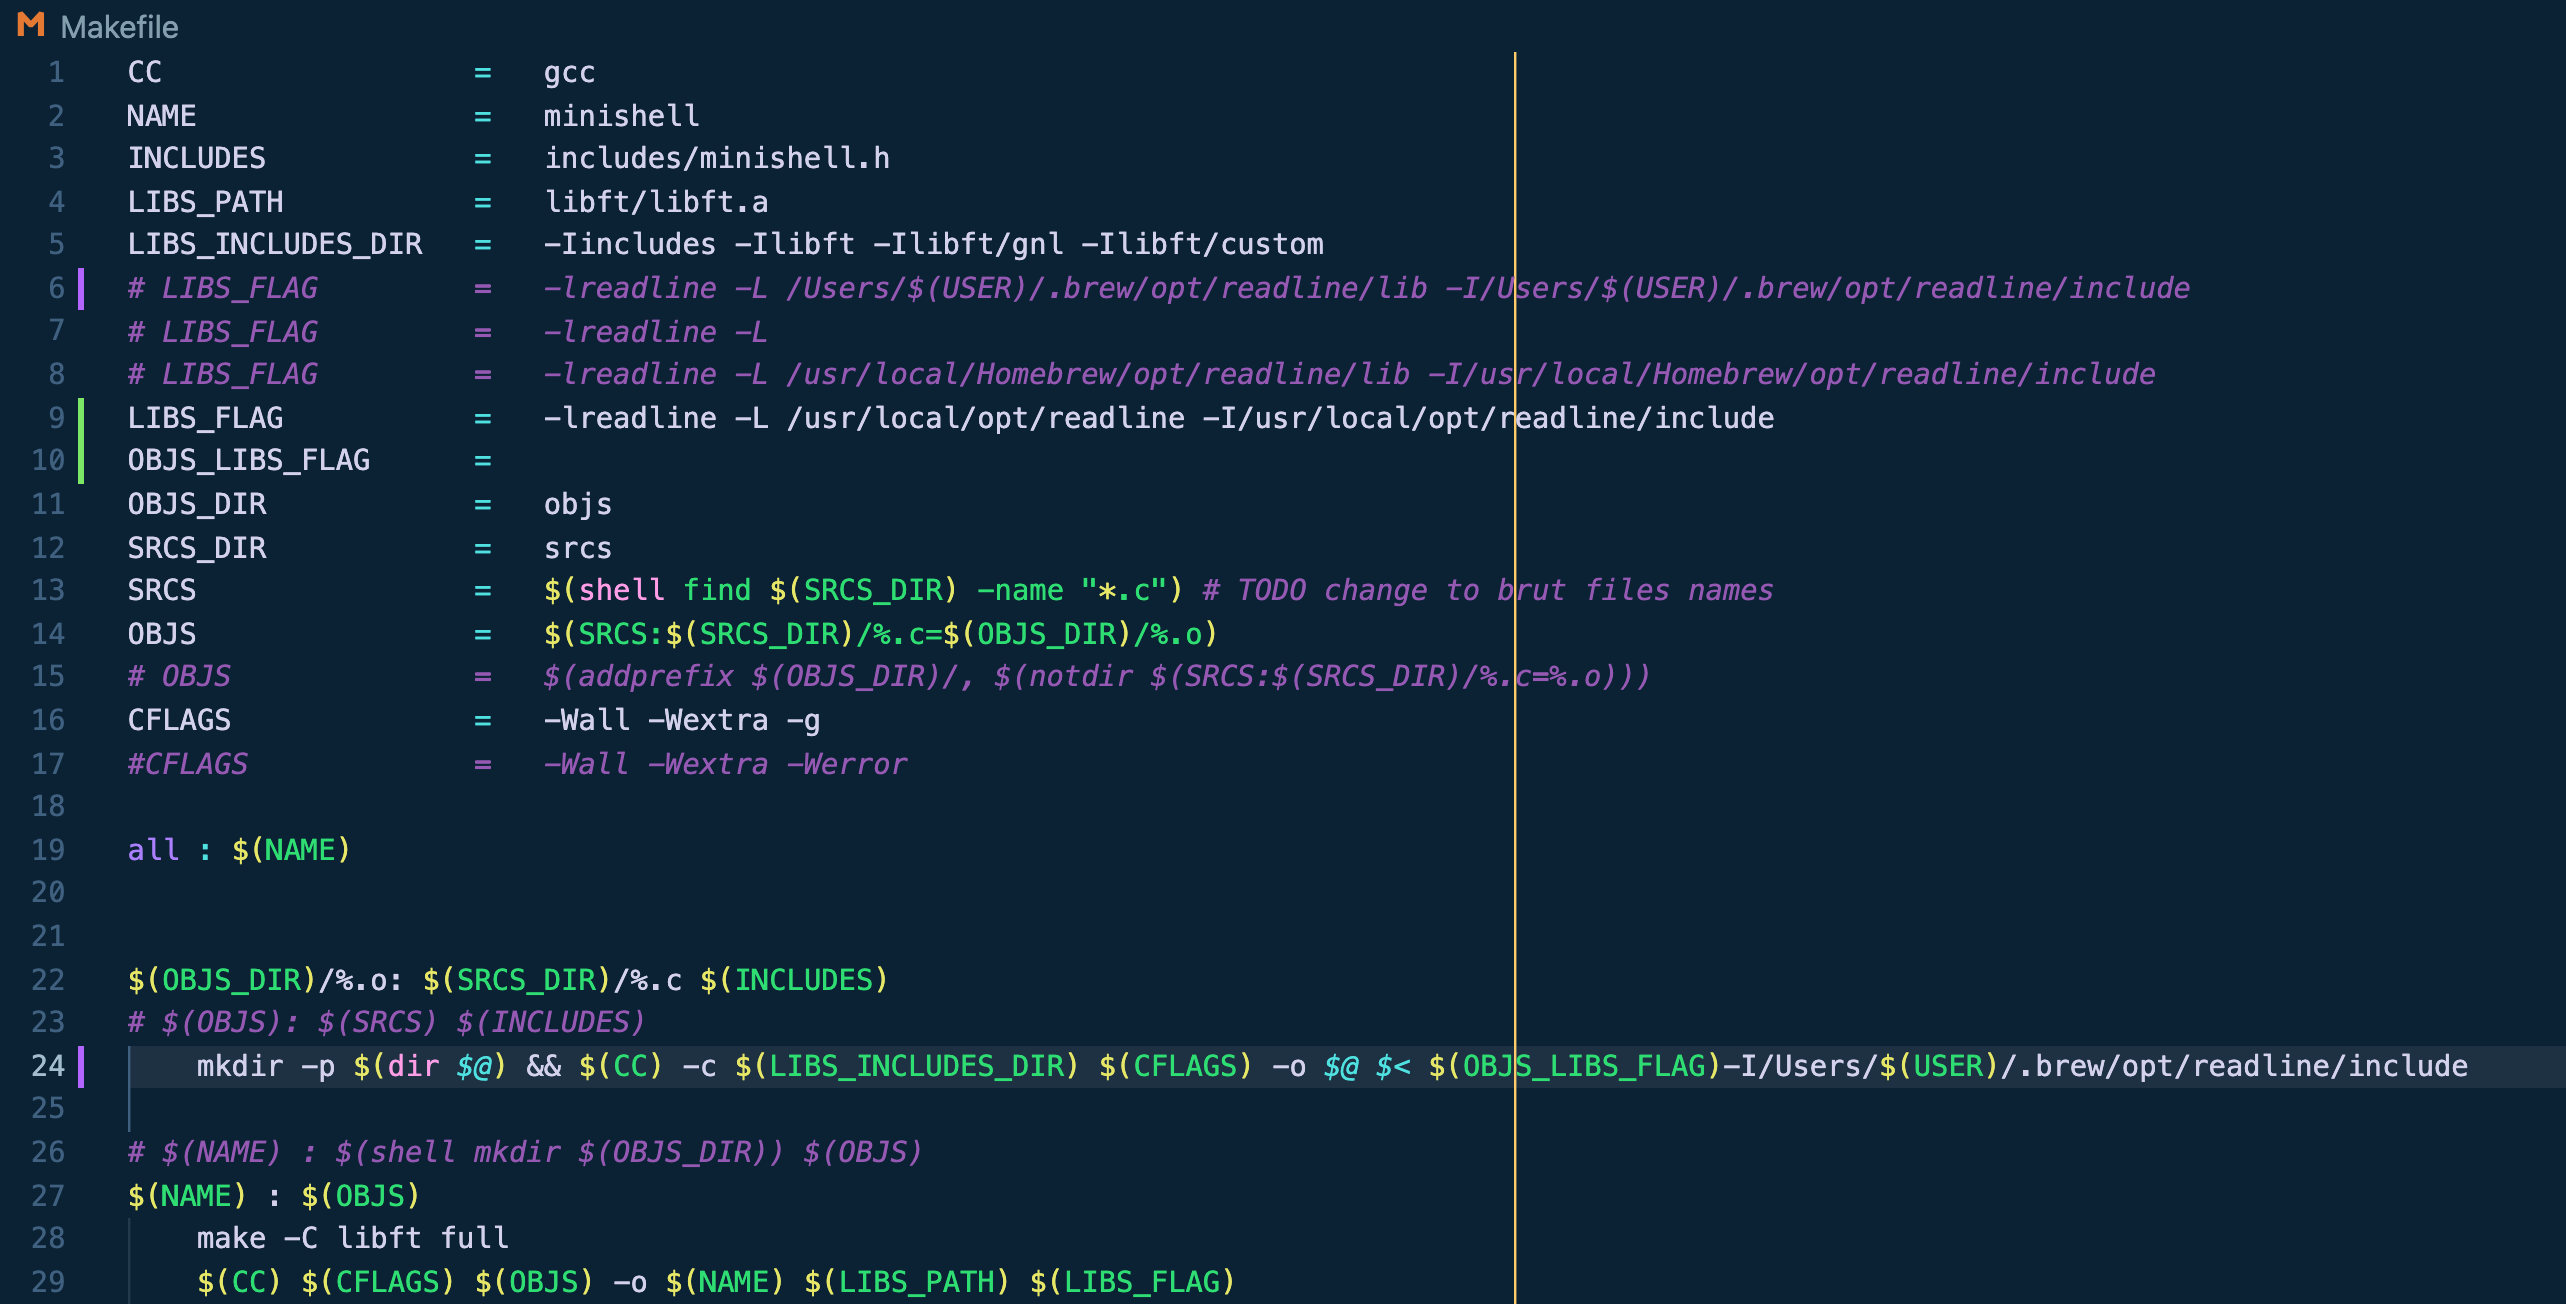 Makefile
1 CC = gcc
2 NAME = minishell
3 INCLUDES = includes/minishell.h
4 LIBS_PATH = libft/libft.a
5 LIBS_INCLUDES_DIR = -Iincludes -Ilibft -Ilibft/gnl -Ilibft/custom
6 # LIBS_FLAG = -lreadline -L /Users/$(USER)/.brew/opt/readline/lib -I/Users/$(USER)/.brew/opt/readline/include
7 # LIBS_FLAG = -lreadline -L
8 # LIBS_FLAG = -lreadline -L /usr/local/Homebrew/opt/readline/lib -I/usr/local/Homebrew/opt/readline/include
9 LIBS_FLAG = -lreadline -L /usr/local/opt/readline -I/usr/local/opt/readline/include
10 OBJS_LIBS_FLAG =
11 OBJS_DIR = objs
12 SRCS_DIR = srcs
13 SRCS = $(shell find $(SRCS_DIR) -name "*.c") # TODO change to brut files names
14 OBJS = $(SRCS:$(SRCS_DIR)/%.c=$(OBJS_DIR)/%.o)
15 # OBJS = $(addprefix $(OBJS_DIR)/, $(notdir $(SRCS:$(SRCS_DIR)/%.c=%.o)))
16 CFLAGS = -Wall -Wextra -g
17 #CFLAGS = -Wall -Wextra -Werror
18
19 all : $(NAME)
20
21
22 $(OBJS_DIR)/%.o: $(SRCS_DIR)/%.c $(INCLUDES)
23 # $(OBJS): $(SRCS) $(INCLUDES)
24 mkdir -p $(dir $@) && $(CC) -c $(LIBS_INCLUDES_DIR) $(CFLAGS) -o $@ $< $(OBJS_LIBS_FLAG)-I/Users/$(USER)/.brew/opt/readline/include
25
26 # $(NAME) : $(shell mkdir $(OBJS_DIR)) $(OBJS)
27 $(NAME) : $(OBJS)
28 make -C libft full
29 $(CC) $(CFLAGS) $(OBJS) -o $(NAME) $(LIBS_PATH) $(LIBS_FLAG)